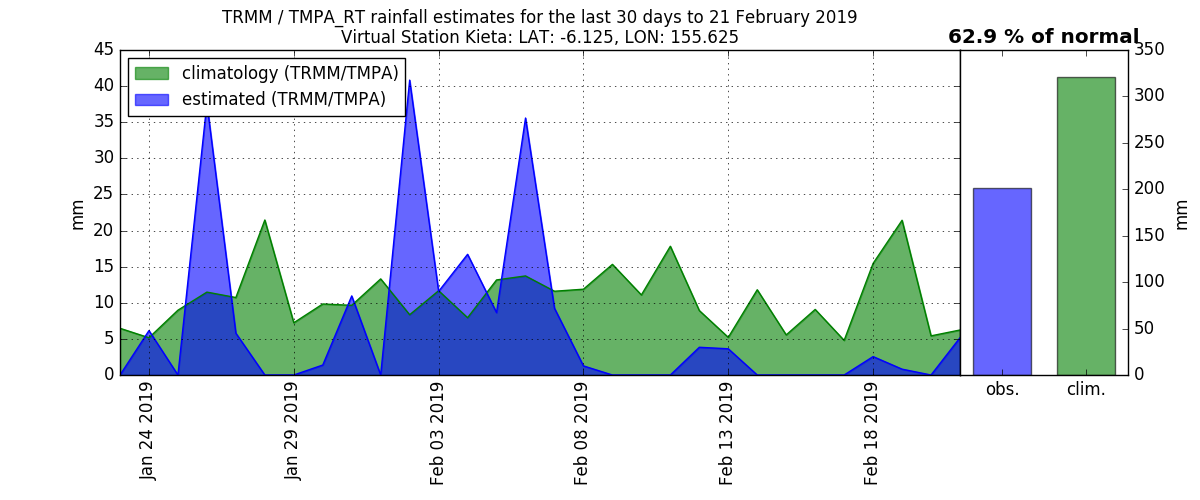 TRMM / TMPA_RT rainfall estimates for the last 30 days to 21 February 2019
Virtual Station Kieta: LAT: -6.125, LON: 155.625
62.9 % of normal
climatology (TRMM/TMPA)
estimated (TRMM/TMPA)
45
40
35
30
25
20
15
10
5
0
mm
350
300
250
200
150
100
50
0
mm
Jan 24 2019
Jan 29 2019
Feb 03 2019
Feb 08 2019
Feb 13 2019
Feb 18 2019
obs.
clim.